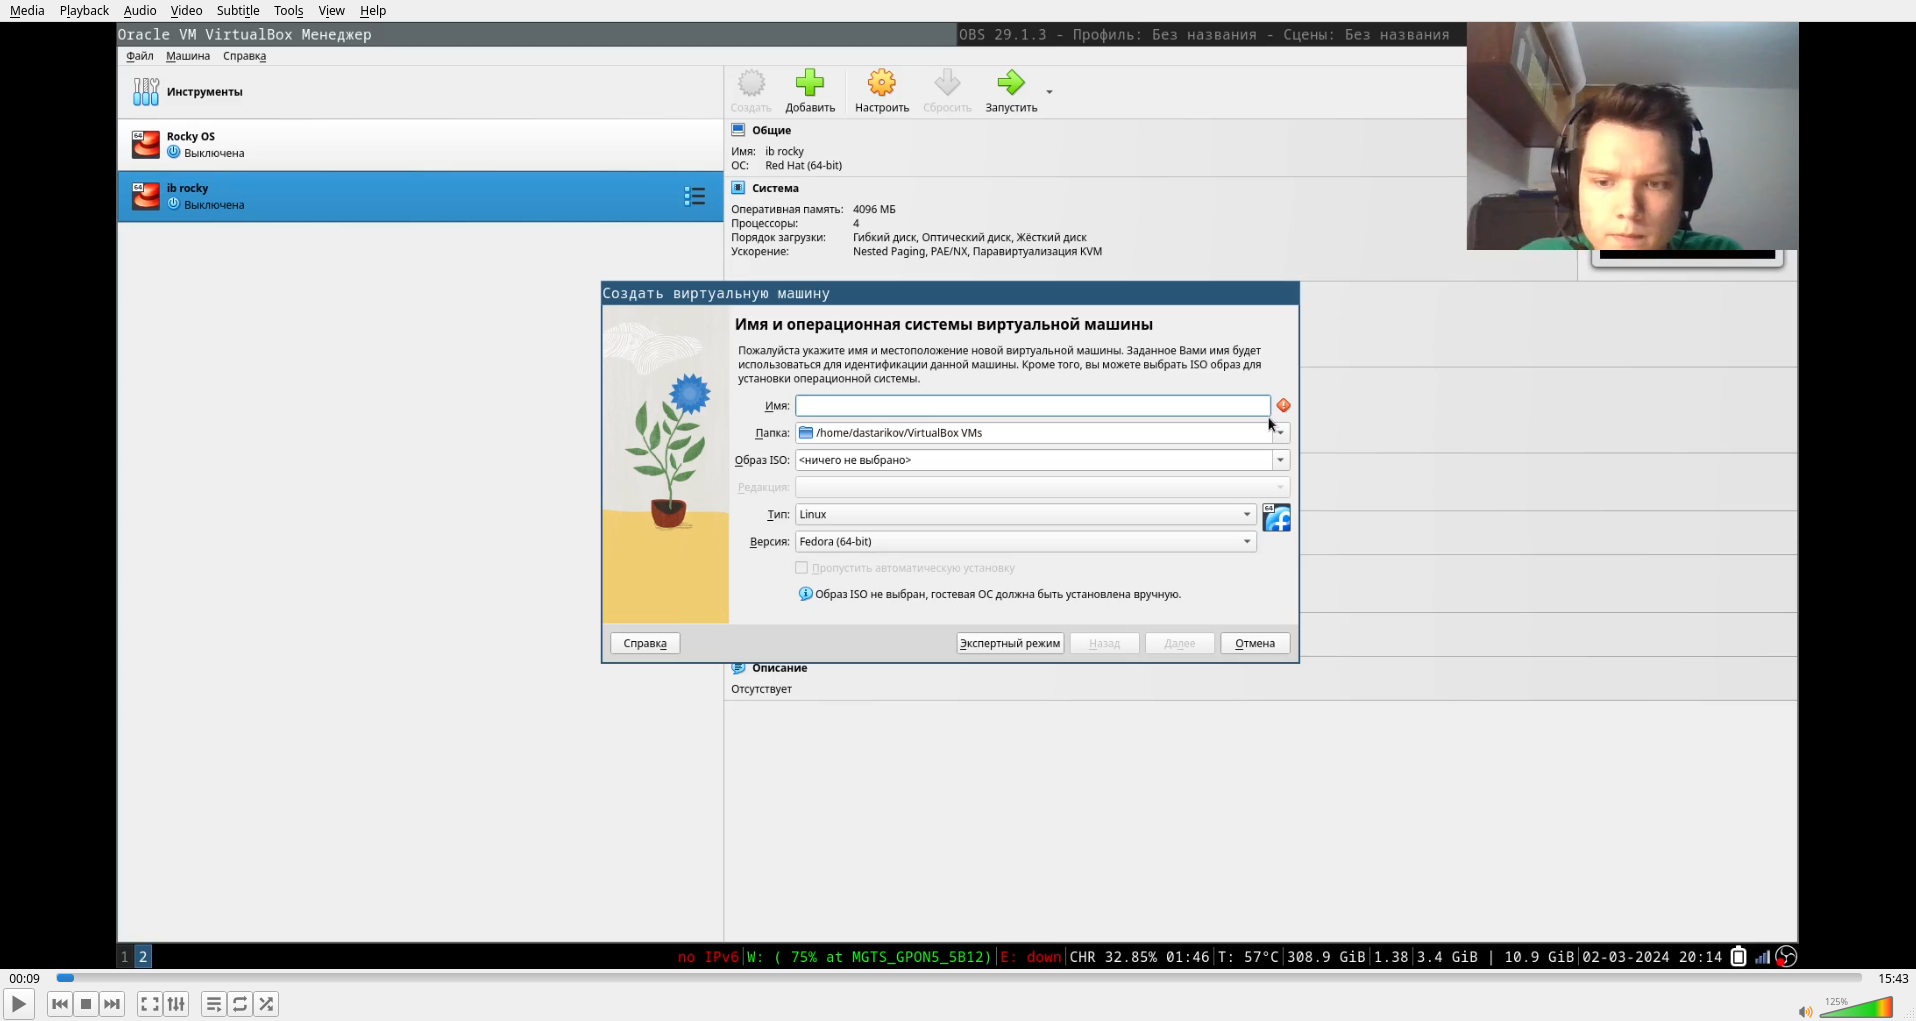 Media Playback Audio Video Subtitle Tools View Help
Oracle VM VirtualBox Менеджер
OBS 29.1.3 - Профиль: Без названия - Сцены: Без названия
Файл Машина Справка
Инструменты
Создать Добавить Настроить Сбросить Запустить
64
Rocky OS
Выключена
64
ib rocky
Выключена
Общие
Имя: ib rocky
ОС: Red Hat (64-bit)
Система
Оперативная память: 4096 МБ
Процессоры: 4
Порядок загрузки: Гибкий диск, Оптический диск, Жёсткий диск
Ускорение: Nested Paging, PAE/NX, Паравиртуализация KVM
Создать виртуальную машину
Имя и операционная системы виртуальной машины
Пожалуйста укажите имя и местоположение новой виртуальной машины. Заданное Вами имя будет
использоваться для идентификации данной машины. Кроме того, вы можете выбрать ISO образ для
установки операционной системы.
Имя:
Папка: /home/dastarikov/VirtualBox VMs
Образ ISO: <ничего не выбрано>
Редакция:
Тип: Linux
64
Версия: Fedora (64-bit)
Пропустить автоматическую установку
Образ ISO не выбран, гостевая ОС должна быть установлена вручную.
Справка Экспертный режим Назад Далее Отмена
Описание
Отсутствует
1 2
no IPv6|W: ( 75% at MGTS_GPON5_5B12)|E: down|CHR 32.85% 01:46|T: 57°C|308.9 GiB|1.38|3.4 GiB | 10.9 GiB|02-03-2024 20:14
00:09 15:43
125%